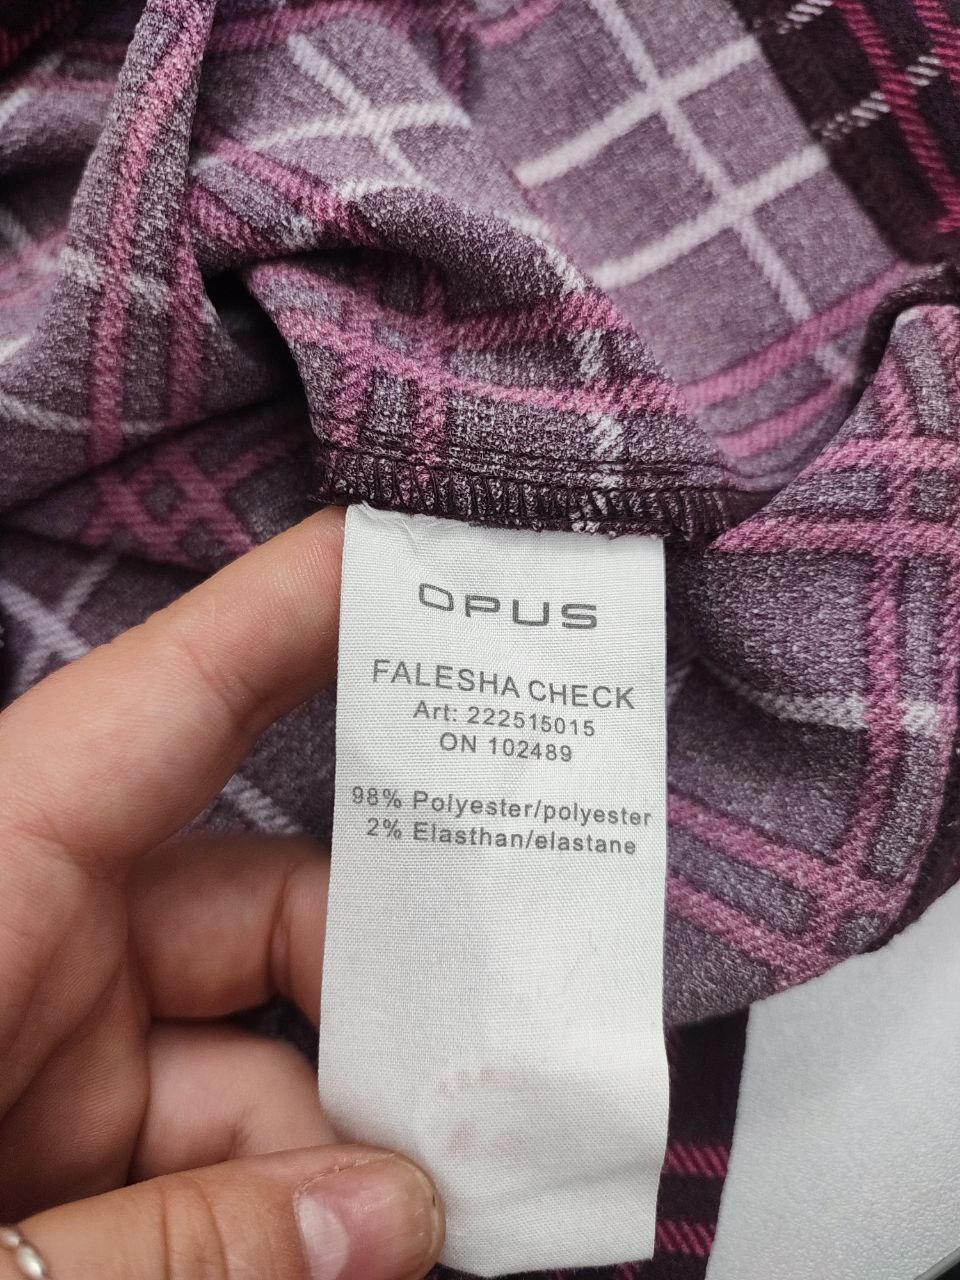 OPUS
FALESHA CHECK
Art: 222515015
ON 102489
98% Polyester/polyester
2% Elasthan/elastane